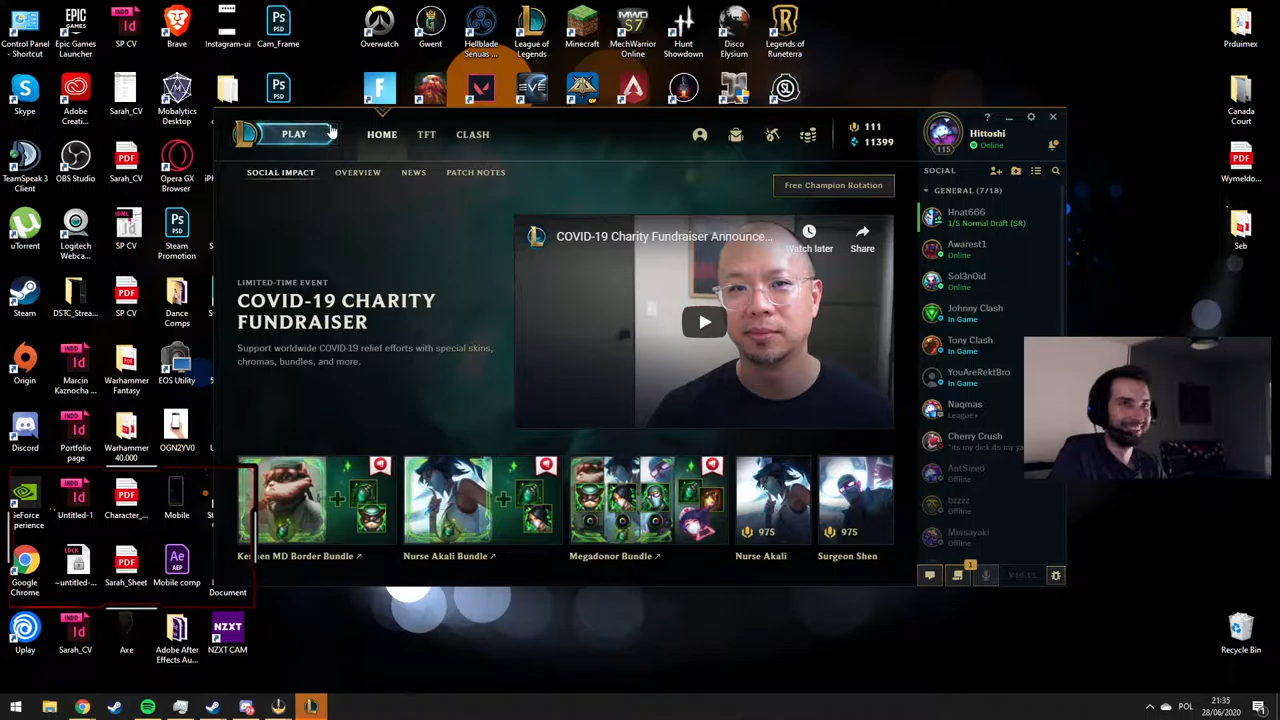 Control Panel - Shortcut
Epic Games Launcher
SP CV
Brave
Instagram-ui
Cam_Frame
Overwatch
Gwent
Hellblade Senuas ...
League of Legends
Minecraft
MechWarrior Online
Hunt Showdown
Disco Elysium
Legends of Runeterra
Prduimex
Skype
Adobe Creati...
Sarah_CV
Mobalytics Desktop
Canada Court
TeamSpeak 3 Client
OBS Studio
Sarah_CV
Opera GX Browser
Wymeldo...
uTorrent
Logitech Webca...
SP CV
Steam Promotion
Seb
Steam
DSTC_Strea...
SP CV
Dance Comps
Origin
Marcin Kaznocha ...
Warhammer Fantasy
EOS Utility
Discord
Portfolio page
Warhammer 40.000
OGN2YV0
Untitled-1
Character_...
Mobile
Google Chrome
~untitled-...
Sarah_Sheet
Mobile comp
Document
Uplay
Sarah_CV
Axe
Adobe After Effects Au...
NZXT CAM
Recycle Bin
PLAY
HOME
TFT
CLASH
111
11399
SOCIAL IMPACT
OVERVIEW
NEWS
PATCH NOTES
Free Champion Rotation
COVID-19 Charity Fundraiser Announce...
Watch later
Share
LIMITED-TIME EVENT
COVID-19 CHARITY
FUNDRAISER
Support worldwide COVID-19 relief efforts with special skins,
chromas, bundles, and more.
Nurse Akali Bundle
Megadonor Bundle
975
Nurse Akali
975
Surgeon Shen
Hittoshi
115
Online
SOCIAL
GENERAL (7/18)
Hnat666
1/5 Normal Draft (SR)
Awarest1
Online
Sol3n0id
Online
Johnny Clash
In Game
Tony Clash
In Game
YouAreRektBro
In Game
Naqmas
League+
Cherry Crush
AntSized
Offline
bzzzz
Offline
Missayaki
Offline
1
POL
21:35
28/06/2020